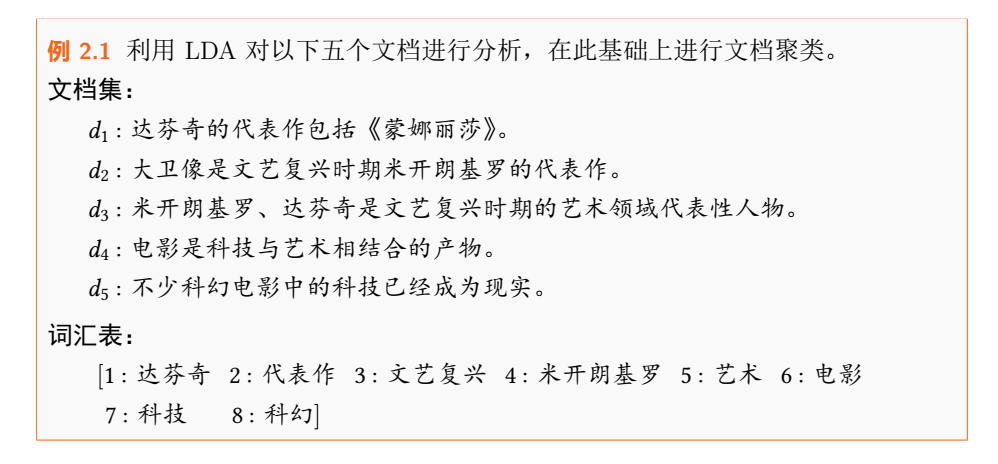 例 2.1 利用 LDA 对以下五个文档进行分析，在此基础上进行文档聚类。
文档集：
d₁：达芬奇的代表作包括《蒙娜丽莎》。
d₂：大卫像是文艺复兴时期米开朗基罗的代表作。
d₃：米开朗基罗、达芬奇是文艺复兴时期的艺术领域代表性人物。
d₄：电影是科技与艺术相结合的产物。
d₅：不少科幻电影中的科技已经成为现实。
词汇表：
[1：达芬奇 2：代表作 3：文艺复兴 4：米开朗基罗 5：艺术 6：电影
7：科技 8：科幻]